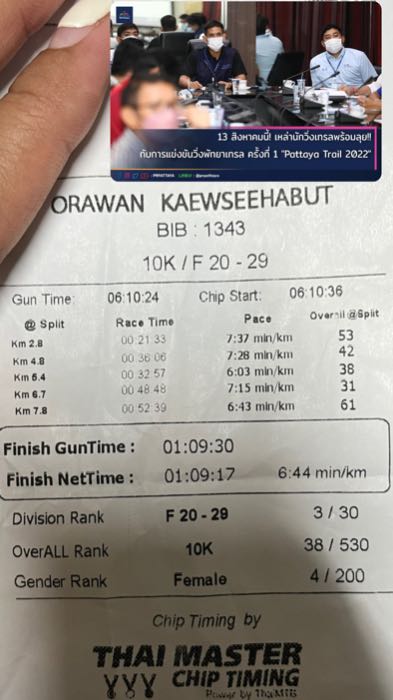 13 สิงหาคมนี้ เหล่านักวิ่งเทรลพร้อมลุย!!
กับการแข่งขันวิ่งพัทยาเทรล ครั้งที่ 1 "Pattaya Trail 2022"
ORAWAN KAEWSEEHABUT
BIB : 1343
10K / F 20 - 29
Gun Time: 06:10:24 Chip Start: 06:10:36
@ Split Race Time Pace Overall @Split
Km 2.8 00:21:33 7:37 min/km 53
Km 4.8 00:36:06 7:28 min/km 42
Km 5.4 00:32:57 6:03 min/km 38
Km 6.7 00:48:48 7:15 min/km 31
Km 7.8 00:52:39 6:43 min/km 61
Finish GunTime : 01:09:30
Finish NetTime : 01:09:17 6:44 min/km
Division Rank F 20 - 29 3 / 30
OverALL Rank 10K 38 / 530
Gender Rank Female 4 / 200
Chip Timing by
THAI MASTER
CHIP TIMING
Power by ThaiMTB